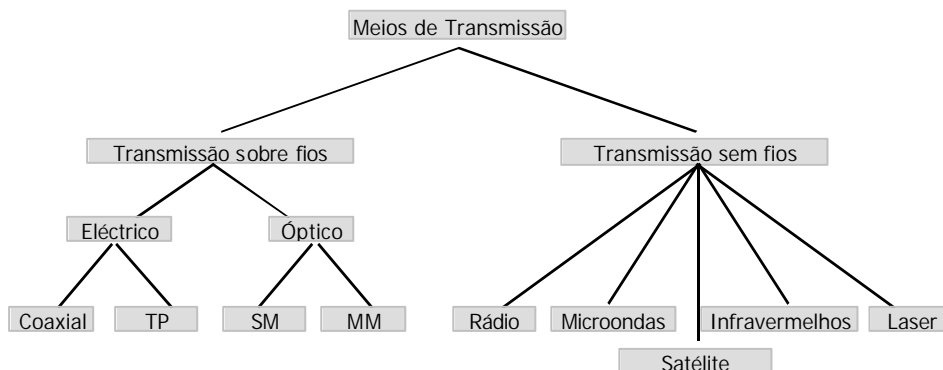 Meios de Transmissão
Transmissão sobre fios
Transmissão sem fios
Eléctrico
Óptico
Coaxial
TP
SM
MM
Rádio
Microondas
Infravermelhos
Laser
Satélite